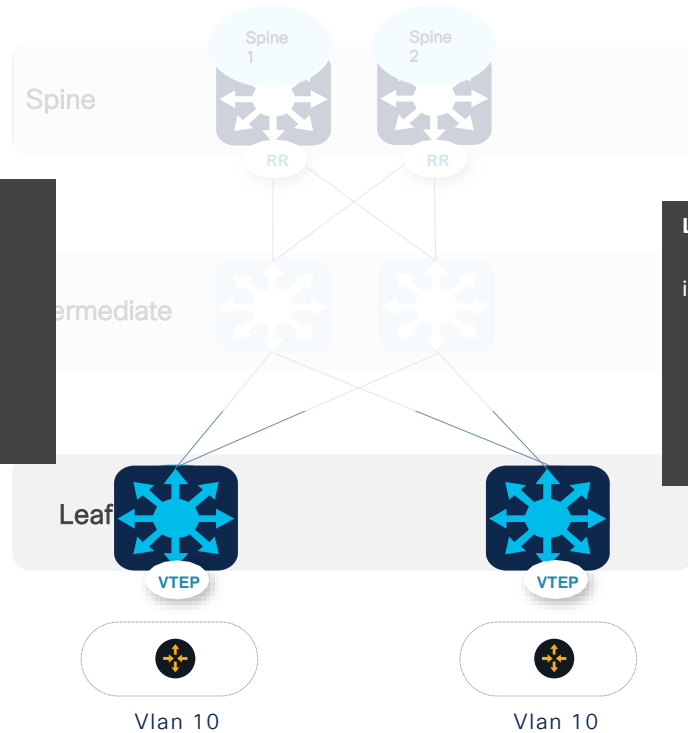 Spine
1
Spine
2
Spine
RR
RR
L
ermediate
i
Leaf
VTEP
VTEP
Vlan 10
Vlan 10